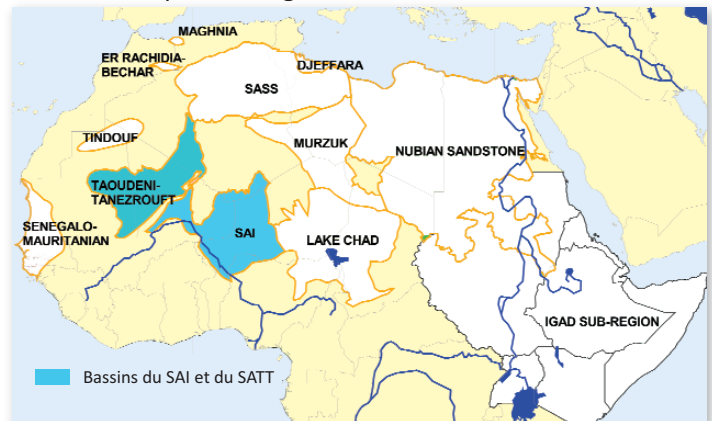 MAGHNIA
ER RACHIDIA-
BECHAR
DJEFFARA
SASS
TINDOUF
MURZUK
NUBIAN SANDSTONE
TAOUDENI-
TANEZROUFT
SENEGALO-
MAURITANIAN
SAI
LAKE CHAD
IGAD SUB-REGION
Bassins du SAI et du SATT